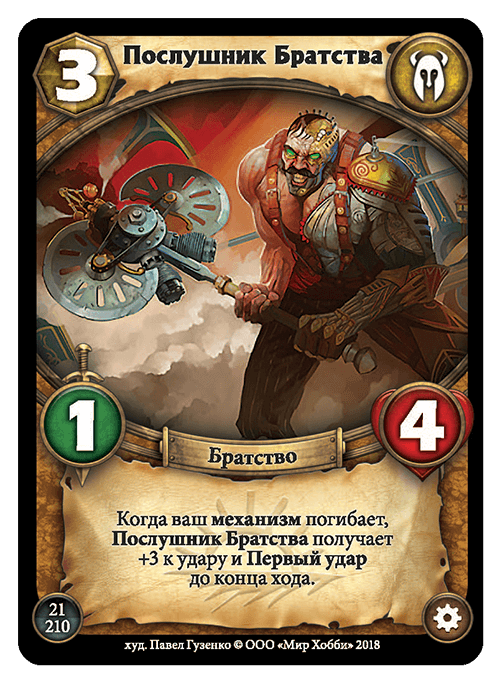 3
Послушник Братства
1
4
Братство
Когда ваш механизм погибает,
Послушник Братства получает
+3 к удару и Первый удар
до конца хода.
21
210
худ. Павел Гузенко © ООО «Мир Хобби» 2018